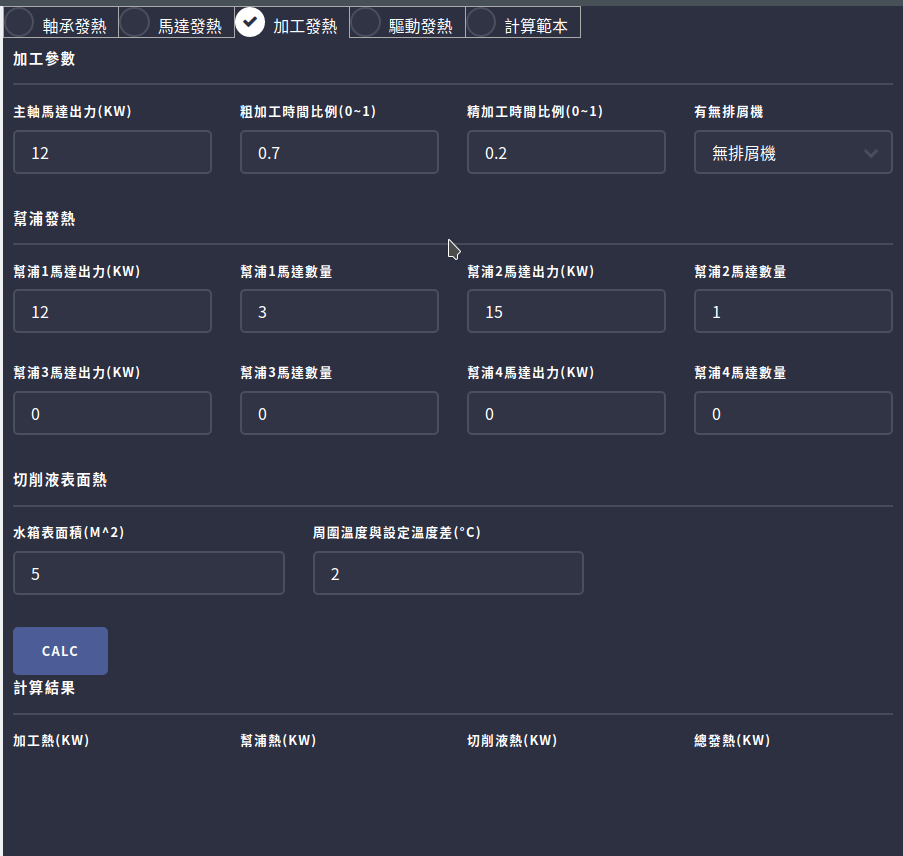 軸承發熱 馬達發熱 加工發熱 驅動發熱 計算範本
加工參數
主軸馬達出力(KW) 粗加工時間比例(0~1) 精加工時間比例(0~1) 有無排屑機
12 0.7 0.2 無排屑機
幫浦發熱
幫浦1馬達出力(KW) 幫浦1馬達數量 幫浦2馬達出力(KW) 幫浦2馬達數量
12 3 15 1
幫浦3馬達出力(KW) 幫浦3馬達數量 幫浦4馬達出力(KW) 幫浦4馬達數量
0 0 0 0
切削液表面熱
水箱表面積(M^2) 周圍溫度與設定溫度差(°C)
5 2
CALC
計算結果
加工熱(KW) 幫浦熱(KW) 切削液熱(KW) 總發熱(KW)